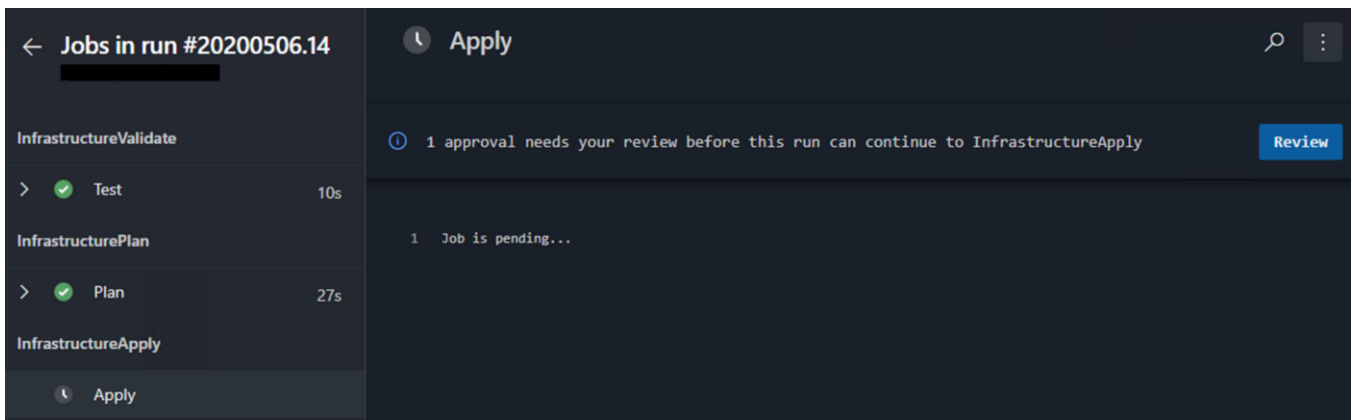 Jobs in run #20200506.14
InfrastructureValidate
Test 10s
InfrastructurePlan
Plan 27s
InfrastructureApply
Apply
Apply
1 approval needs your review before this run can continue to InfrastructureApply
Review
1 Job is pending...